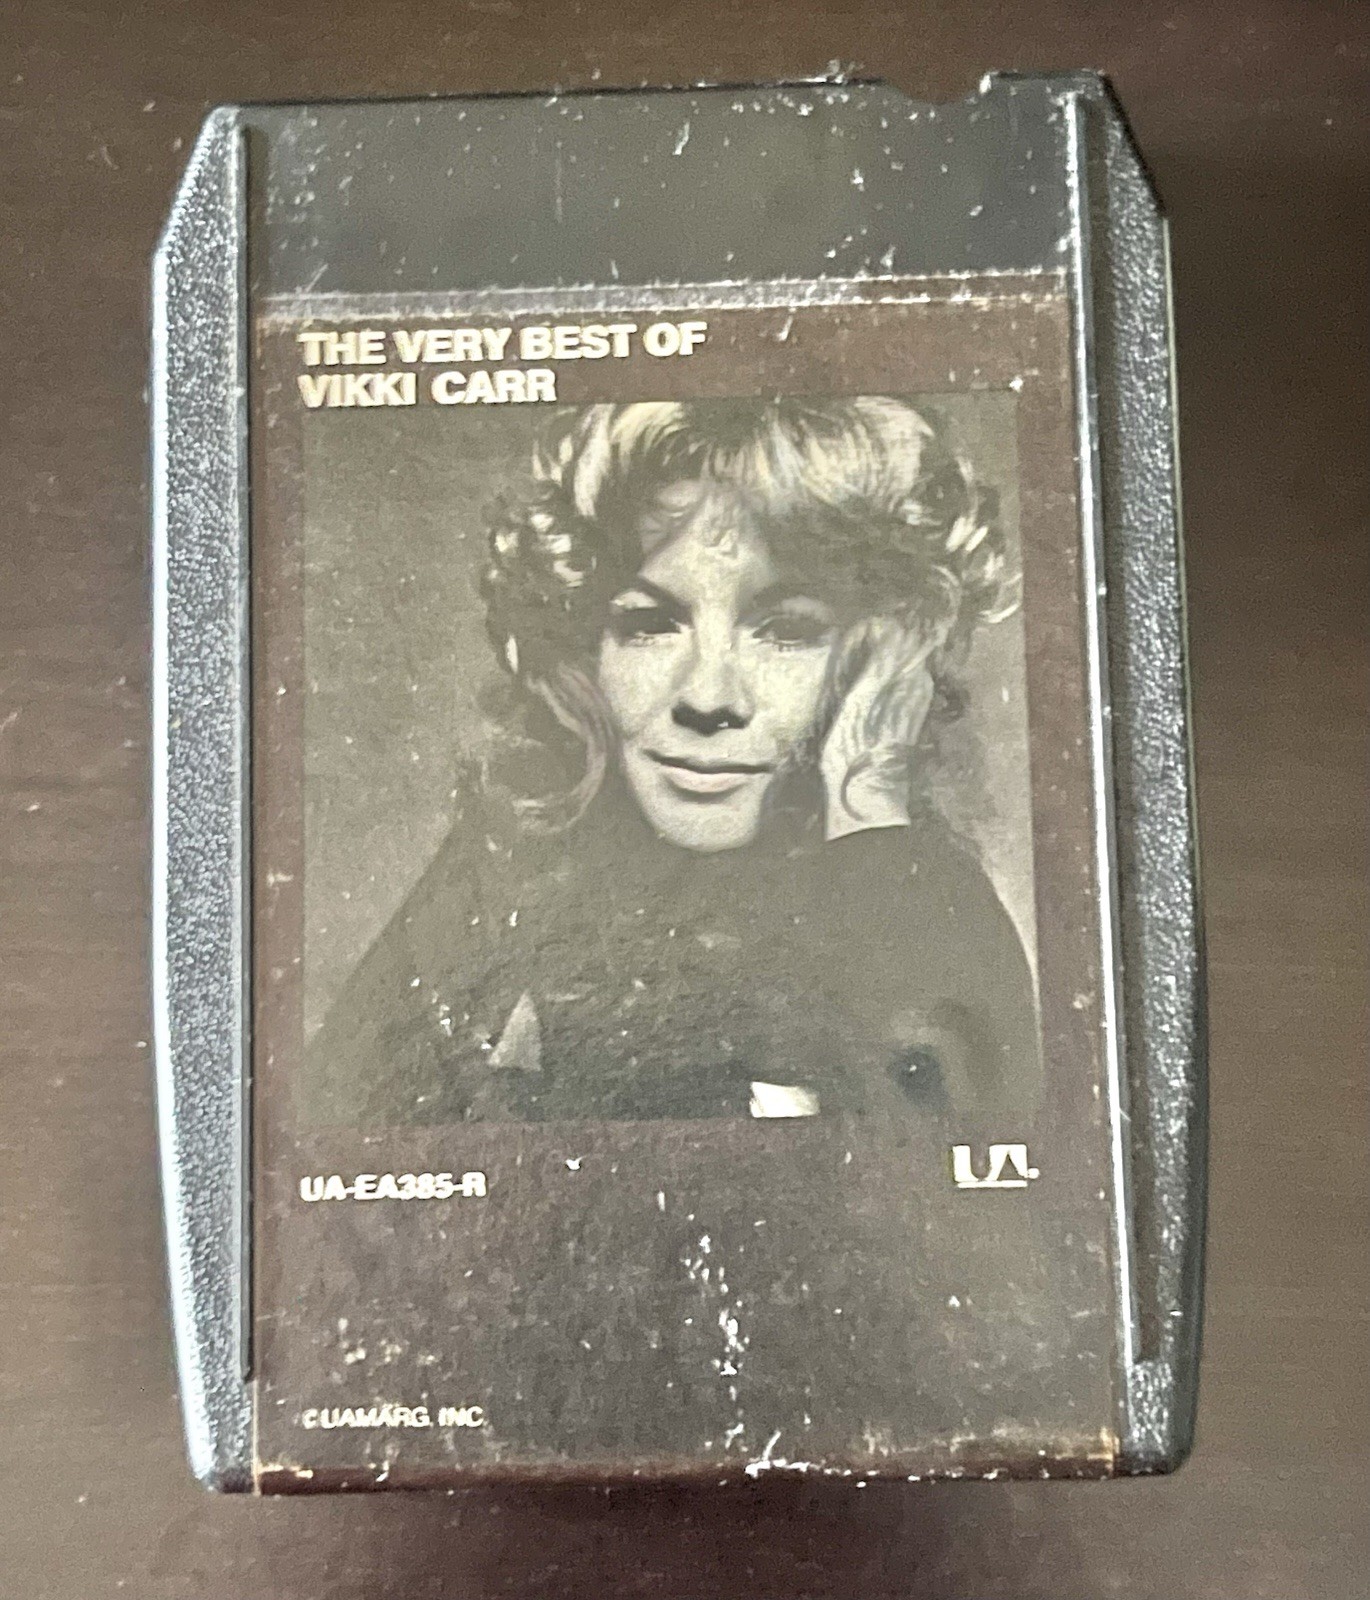 THE VERY BEST OF
VIKKI CARR
UA-EA385-R
UA
© UAMARG, INC